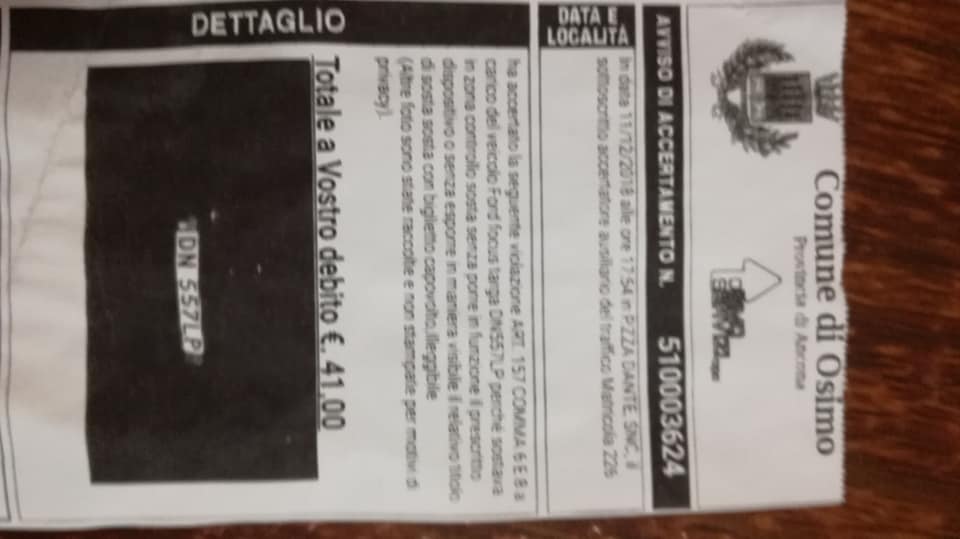 Comune di Osimo
Provincia di Ancona
AVVISO DI ACCERTAMENTO N. 510003624
DATA E
LOCALITÀ
In data 11/12/2018 alle ore 17:54 in P.ZZA DANTE, SNC, il
sottoscritto accertatore ausiliario del traffico Matricola 226
ha accertato la seguente violazione ART. 157 COMMA 6 E 8 a
carico del veicolo Ford focus targa DN557LP perché sostava
in zona controllo sosta senza porre in funzione il prescritto
dispositivo o senza esporre in maniera visibile il relativo titolo
di sosta sosta con biglietto capovolto, illeggibile
(Altre foto sono state raccolte e non stampate per motivi di
privacy).
DETTAGLIO
Totale a Vostro debito €. 41,00
DN 557LP